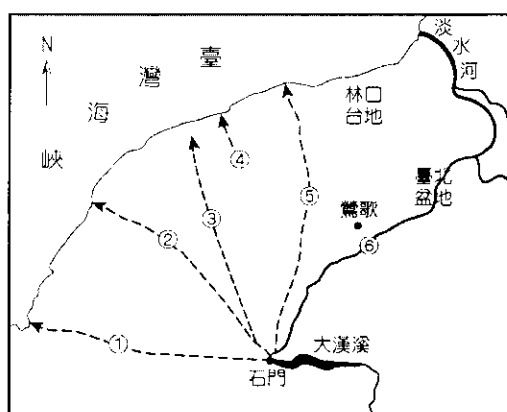 N
臺
灣
海
峽
淡
水
河
林口
台地
臺北
盆地
鶯歌
①
②
③
④
⑤
⑥
大漢溪
石門